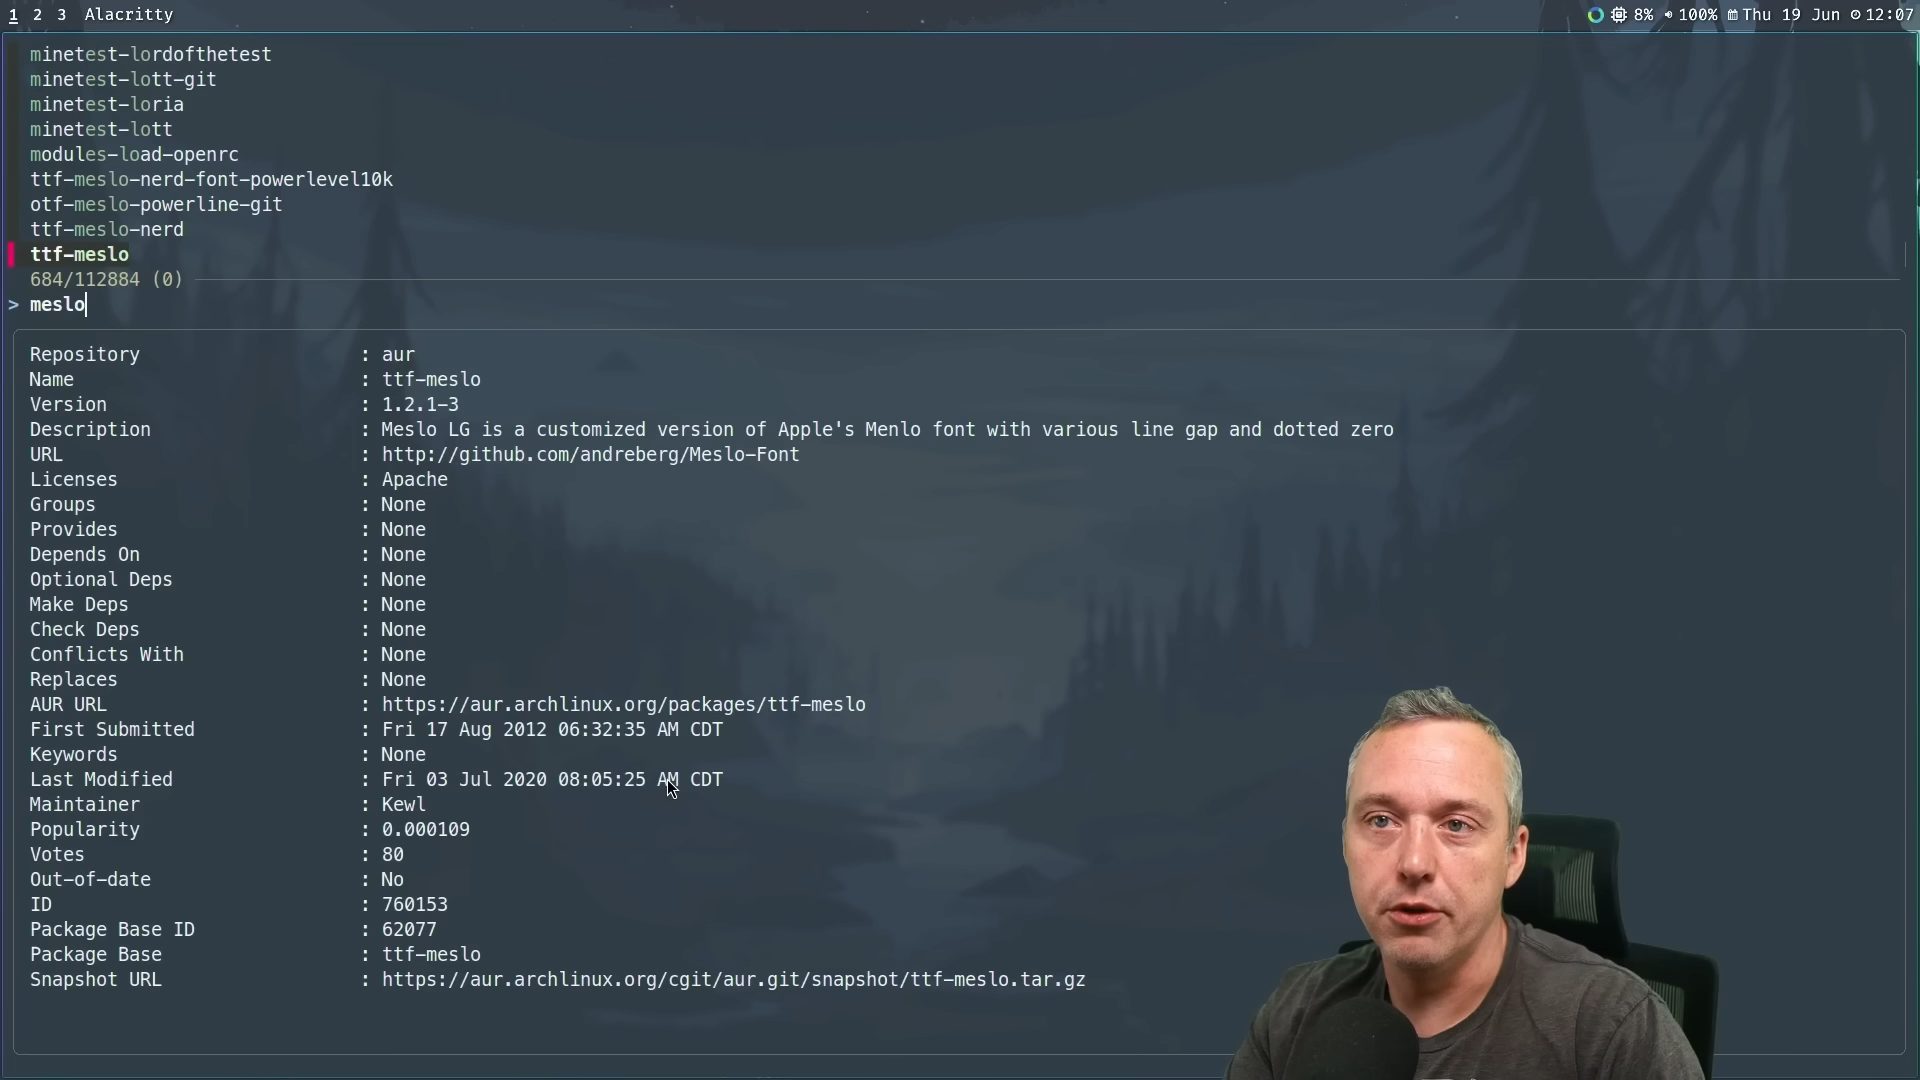 1 2 3 Alacritty
8% 100% Thu 19 Jun 12:07
minetest-lordofthetest
minetest-lott-git
minetest-loria
minetest-lott
modules-load-openrc
ttf-meslo-nerd-font-powerlevel10k
otf-meslo-powerline-git
ttf-meslo-nerd
ttf-meslo
684/112884 (0)
> meslo
Repository : aur
Name : ttf-meslo
Version : 1.2.1-3
Description : Meslo LG is a customized version of Apple's Menlo font with various line gap and dotted zero
URL : http://github.com/andreberg/Meslo-Font
Licenses : Apache
Groups : None
Provides : None
Depends On : None
Optional Deps : None
Make Deps : None
Check Deps : None
Conflicts With : None
Replaces : None
AUR URL : https://aur.archlinux.org/packages/ttf-meslo
First Submitted : Fri 17 Aug 2012 06:32:35 AM CDT
Keywords : None
Last Modified : Fri 03 Jul 2020 08:05:25 AM CDT
Maintainer : Kewl
Popularity : 0.000109
Votes : 80
Out-of-date : No
ID : 760153
Package Base ID : 62077
Package Base : ttf-meslo
Snapshot URL : https://aur.archlinux.org/cgit/aur.git/snapshot/ttf-meslo.tar.gz